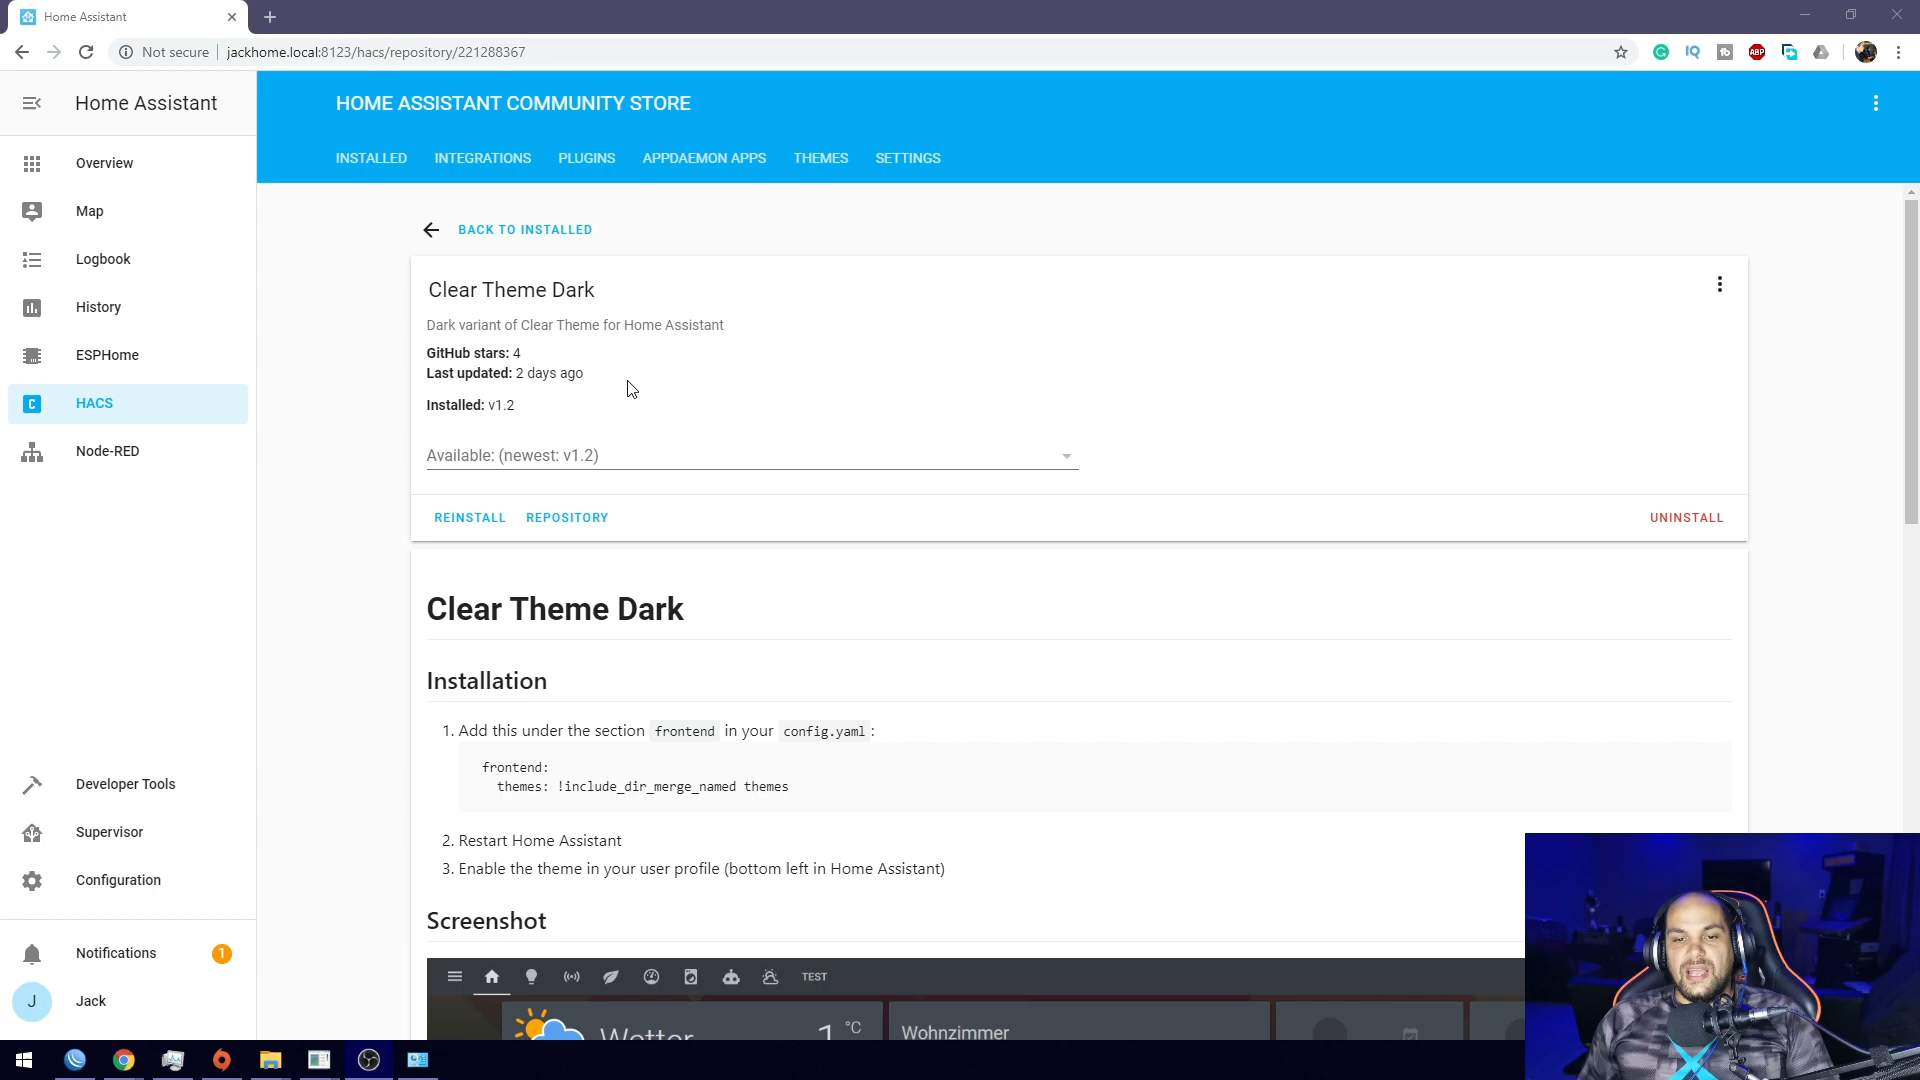 Home Assistant
Not secure
jackhome.local:8123/hacs/repository/221288367
Home Assistant
HOME ASSISTANT COMMUNITY STORE
INSTALLED
INTEGRATIONS
PLUGINS
APPDAEMON APPS
THEMES
SETTINGS
Overview
Map
Logbook
History
ESPHome
HACS
Node-RED
Developer Tools
Supervisor
Configuration
Notifications
1
J
Jack
BACK TO INSTALLED
Clear Theme Dark
Dark variant of Clear Theme for Home Assistant
GitHub stars: 4
Last updated: 2 days ago
Installed: v1.2
Available: (newest: v1.2)
REINSTALL
REPOSITORY
UNINSTALL
Clear Theme Dark
Installation
1. Add this under the section frontend in your config.yaml:
frontend:
themes: !include_dir_merge_named themes
2. Restart Home Assistant
3. Enable the theme in your user profile (bottom left in Home Assistant)
Screenshot
TEST
Wetter
1 °C
Wohnzimmer
IQ
tb
ABP